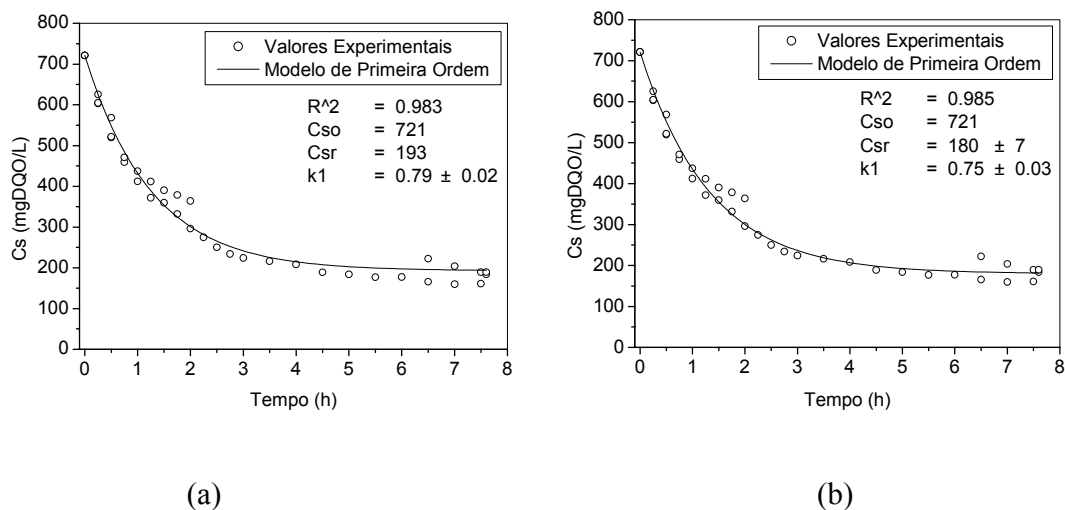 800
700
600
500
400
300
200
100
0
Cs (mgDQO/L)
Valores Experimentais
Modelo de Primeira Ordem
R^2 = 0.983
Cso = 721
Csr = 193
k1 = 0.79 ± 0.02
0 1 2 3 4 5 6 7 8
Tempo (h)
(a)
800
700
600
500
400
300
200
100
0
Cs (mgDQO/L)
Valores Experimentais
Modelo de Primeira Ordem
R^2 = 0.985
Cso = 721
Csr = 180 ± 7
k1 = 0.75 ± 0.03
0 1 2 3 4 5 6 7 8
Tempo (h)
(b)